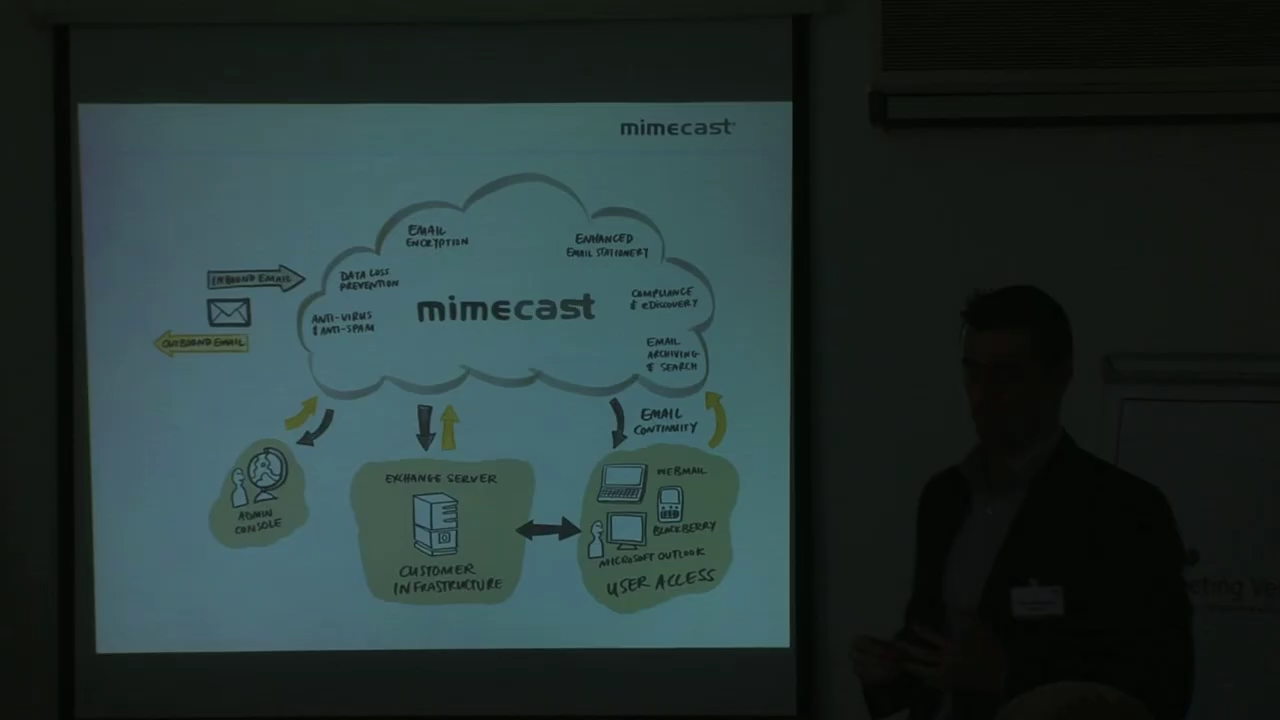 mimecast
EMAIL
ENCRYPTION
ENHANCED
EMAIL STATIONERY
INBOUND EMAIL
DATA LOSS
PREVENTION
mimecast
COMPLIANCE
& eDISCOVERY
ANTI-VIRUS
& ANTI-SPAM
OUTBOUND EMAIL
EMAIL
ARCHIVING
& SEARCH
EMAIL
CONTINUITY
ADMIN
CONSOLE
EXCHANGE SERVER
CUSTOMER
INFRASTRUCTURE
WEBMAIL
BLACKBERRY
MICROSOFT OUTLOOK
USER ACCESS